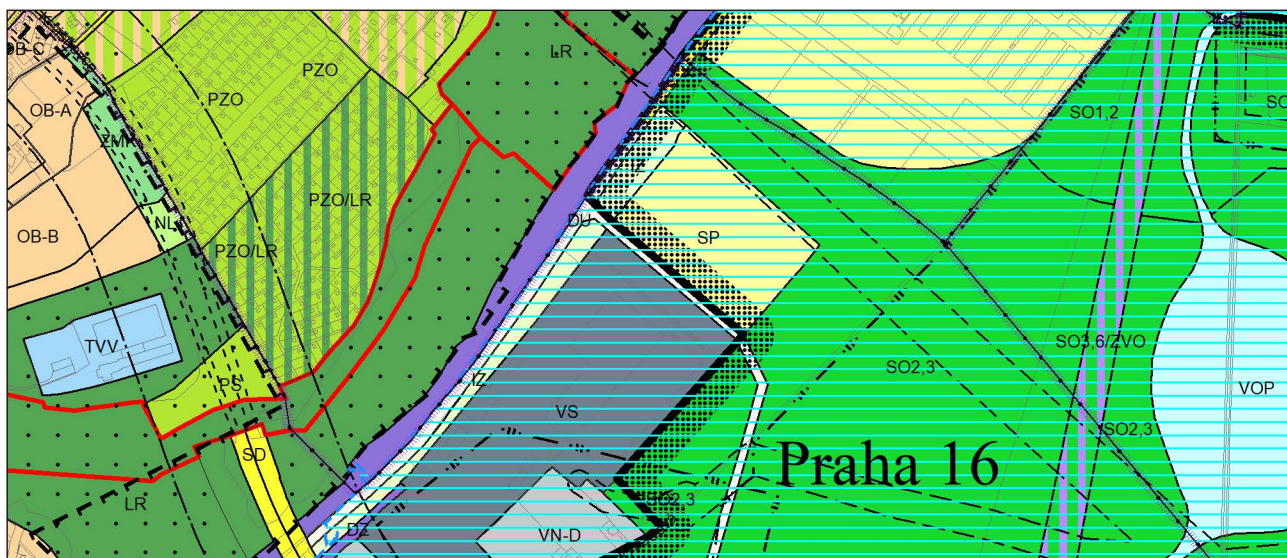 OB-C
LR
PZO
PZO
OB-A
SO1,2
ZMK
PZO/LR
NL
DU
OB-B
PZO/LR
IZ
SP
TVV
SO3,6/ZVO
SO2,3
PS
IZ
VS
VOP
SO2,3
SD
Praha 16
LR
SO2,3
DZ
VN-D